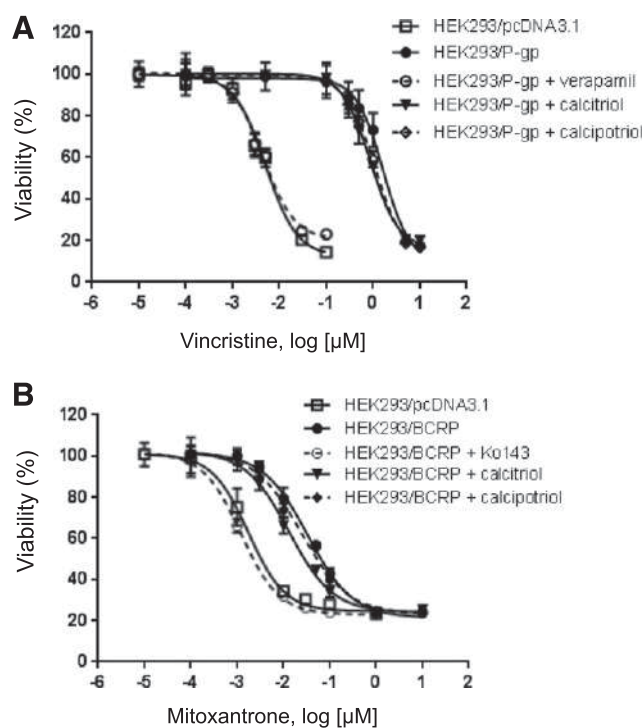 A
HEK293/pcDNA3.1
HEK293/P-gp
HEK293/P-gp + verapamil
HEK293/P-gp + calcitriol
HEK293/P-gp + calcipotriol
Viability (%)
120
100
80
60
40
20
0
-6 -5 -4 -3 -2 -1 0 1 2
Vincristine, log [µM]
B
HEK293/pcDNA3.1
HEK293/BCRP
HEK293/BCRP + Ko143
HEK293/BCRP + calcitriol
HEK293/BCRP + calcipotriol
Viability (%)
120
100
80
60
40
20
0
-6 -5 -4 -3 -2 -1 0 1 2
Mitoxantrone, log [µM]